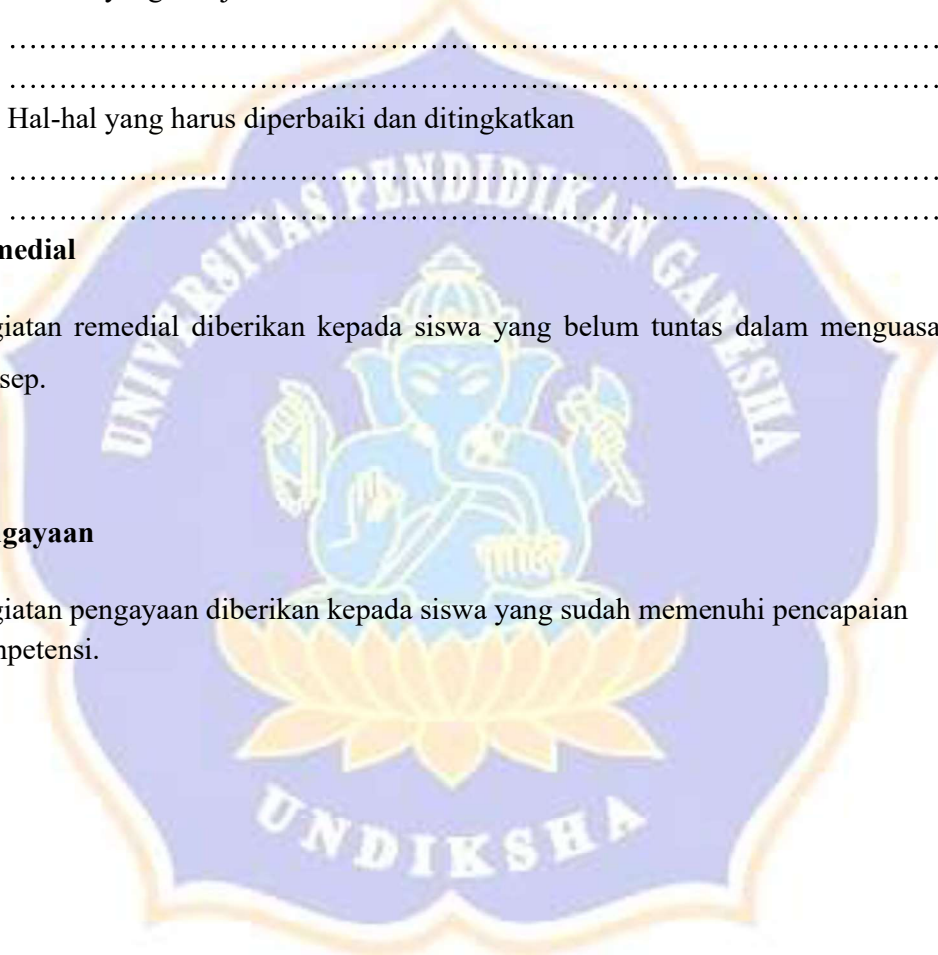 ………………………………………………………………………………
………………………………………………………………………………
Hal-hal yang harus diperbaiki dan ditingkatkan
………………………………………………………………………………
………………………………………………………………………………
medial
giatan remedial diberikan kepada siswa yang belum tuntas dalam menguasa
sep.
gayaan
giatan pengayaan diberikan kepada siswa yang sudah memenuhi pencapaian
mpetensi.
UNIVERSITAS PENDIDIKAN GANESHA
UNDIKSHA